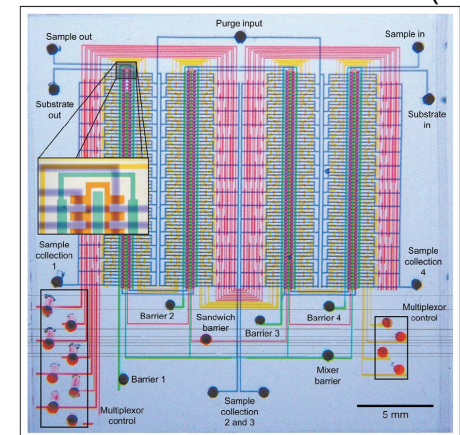 Purge input
Sample out
Sample in
Substrate
out
Substrate
in
Sample
collection
1
Sample
collection
4
Barrier 2
Sandwich
barrier
Barrier 3
Barrier 4
Multiplexor
control
Mixer
barrier
Barrier 1
Multiplexor
control
Sample
collection
2 and 3
5 mm